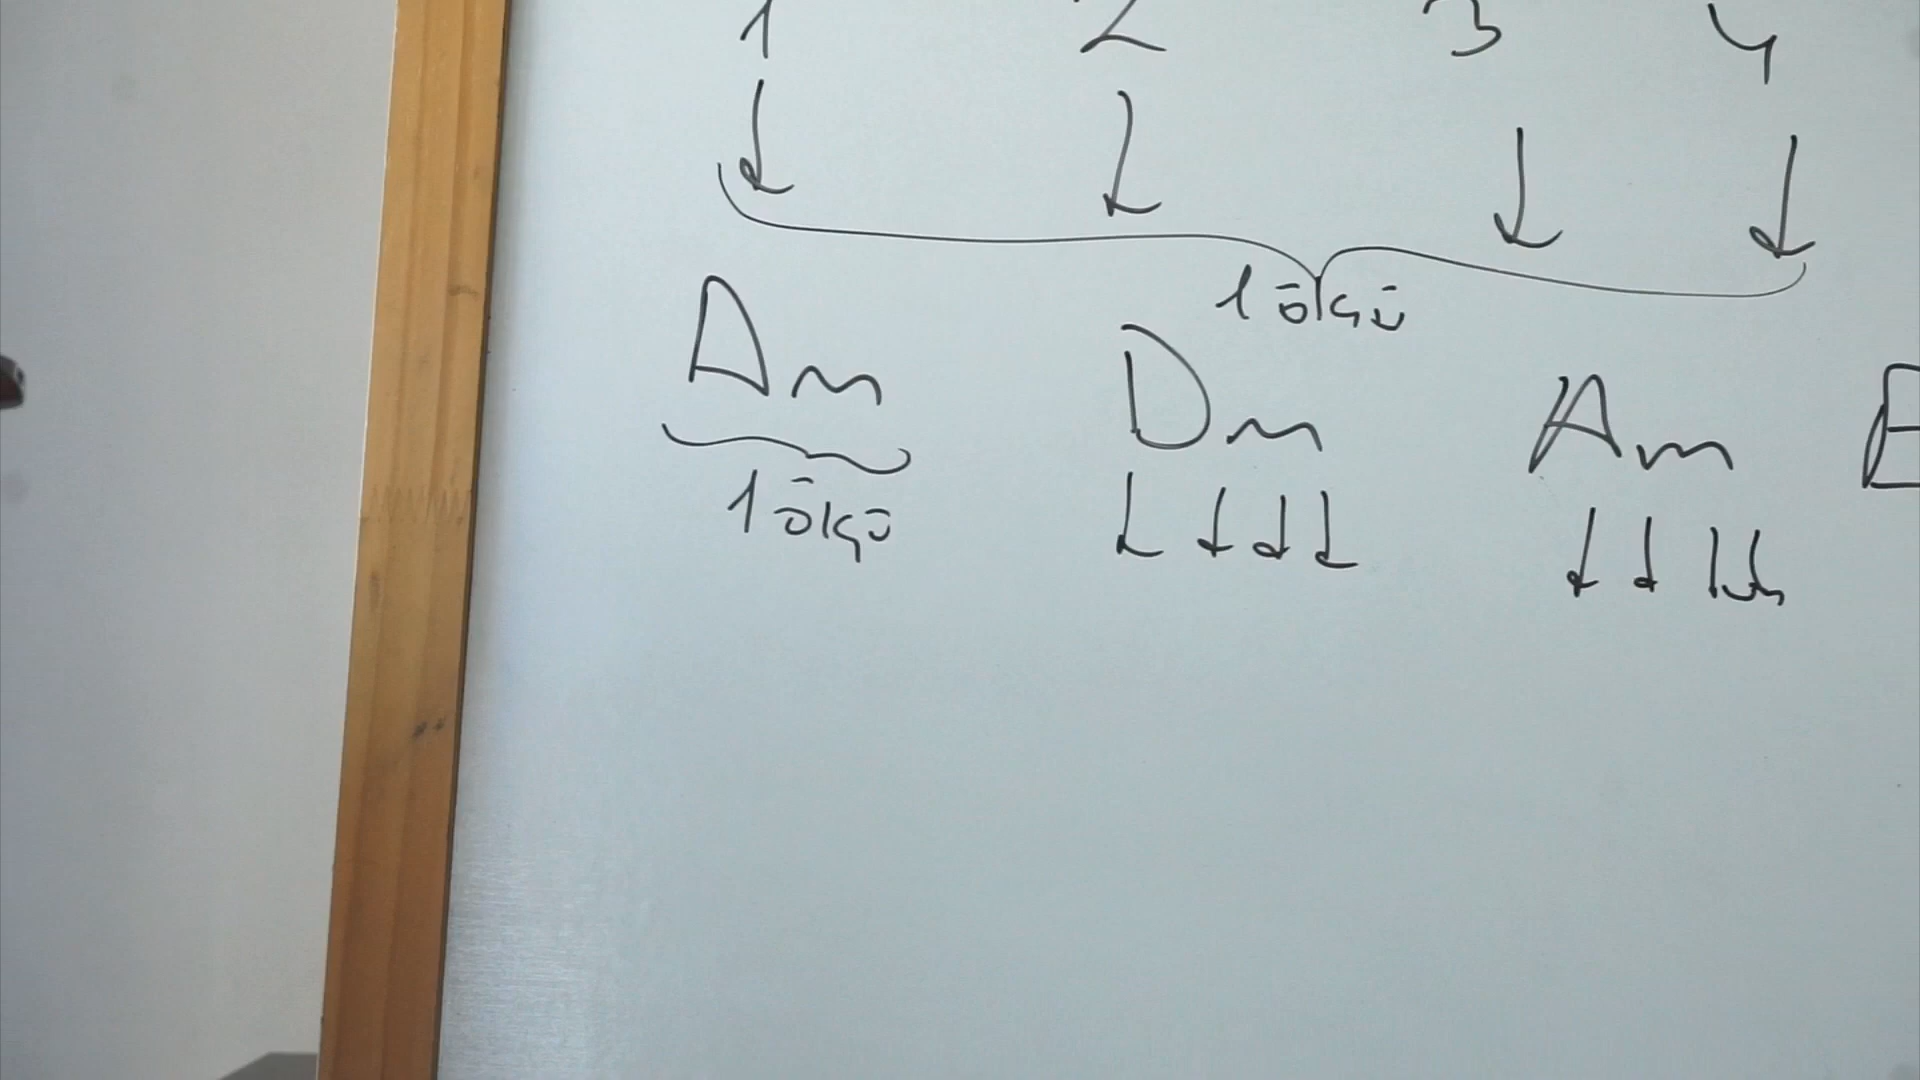 1 2 3 4
↓ ↓ ↓ ↓
1 ölçü
Am Dm Am E
1 ölçü ↓ ↓ ↓ ↓ ↓ ↓ ↓ ↓